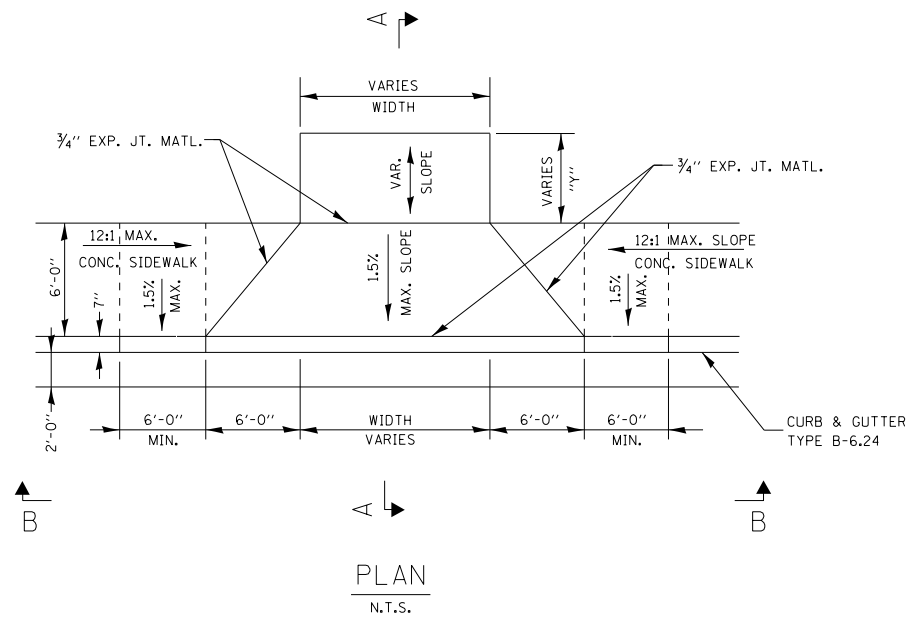 A
VARIES
WIDTH
3/4" EXP. JT. MATL.
VAR.
SLOPE
VARIES
"Y"
3/4" EXP. JT. MATL.
12:1 MAX.
CONC. SIDEWALK
12:1 MAX. SLOPE
CONC. SIDEWALK
6'-0"
7"
1.5%
MAX.
1.5%
MAX. SLOPE
1.5%
MAX.
2'-0"
6'-0"
MIN.
6'-0"
WIDTH
VARIES
6'-0"
6'-0"
MIN.
CURB & GUTTER
TYPE B-6.24
B
A
B
PLAN
N.T.S.